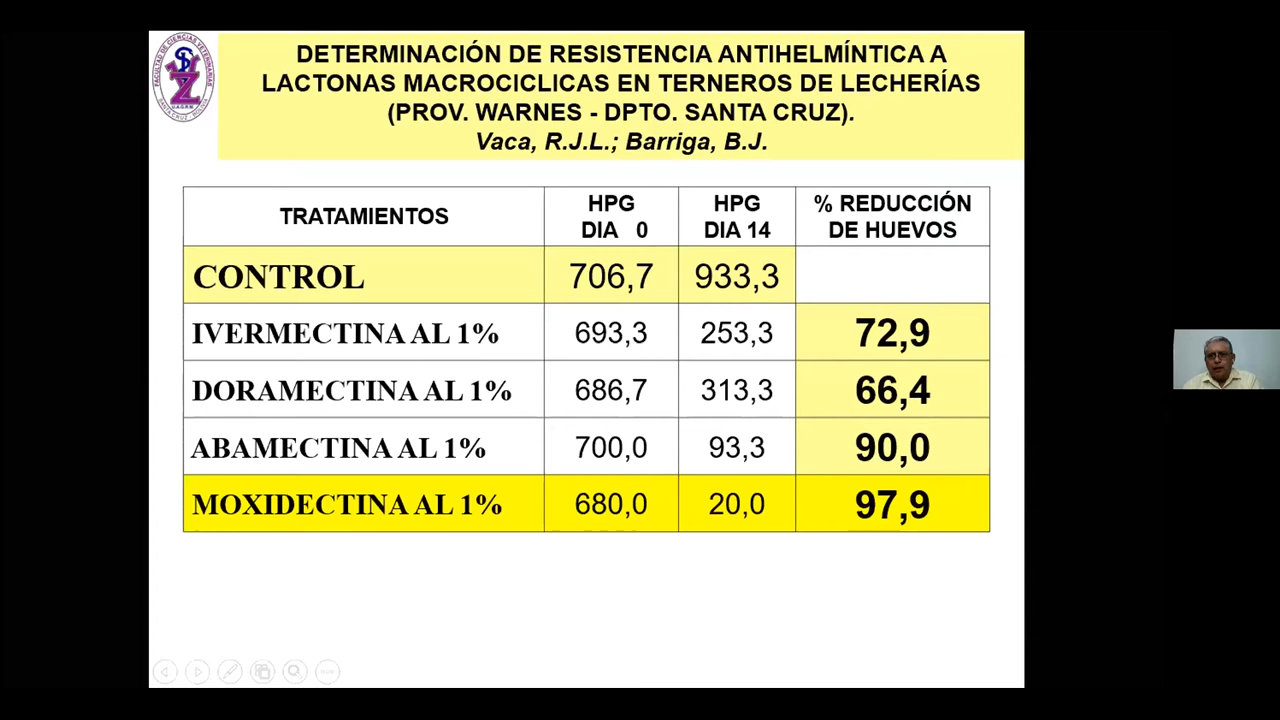 DETERMINACIÓN DE RESISTENCIA ANTIHELMÍNTICA A
LACTONAS MACROCICLICAS EN TERNEROS DE LECHERÍAS
(PROV. WARNES - DPTO. SANTA CRUZ).
Vaca, R.J.L.; Barriga, B.J.
TRATAMIENTOS HPG DIA 0 HPG DIA 14 % REDUCCIÓN DE HUEVOS
CONTROL 706,7 933,3
IVERMECTINA AL 1% 693,3 253,3 72,9
DORAMECTINA AL 1% 686,7 313,3 66,4
ABAMECTINA AL 1% 700,0 93,3 90,0
MOXIDECTINA AL 1% 680,0 20,0 97,9